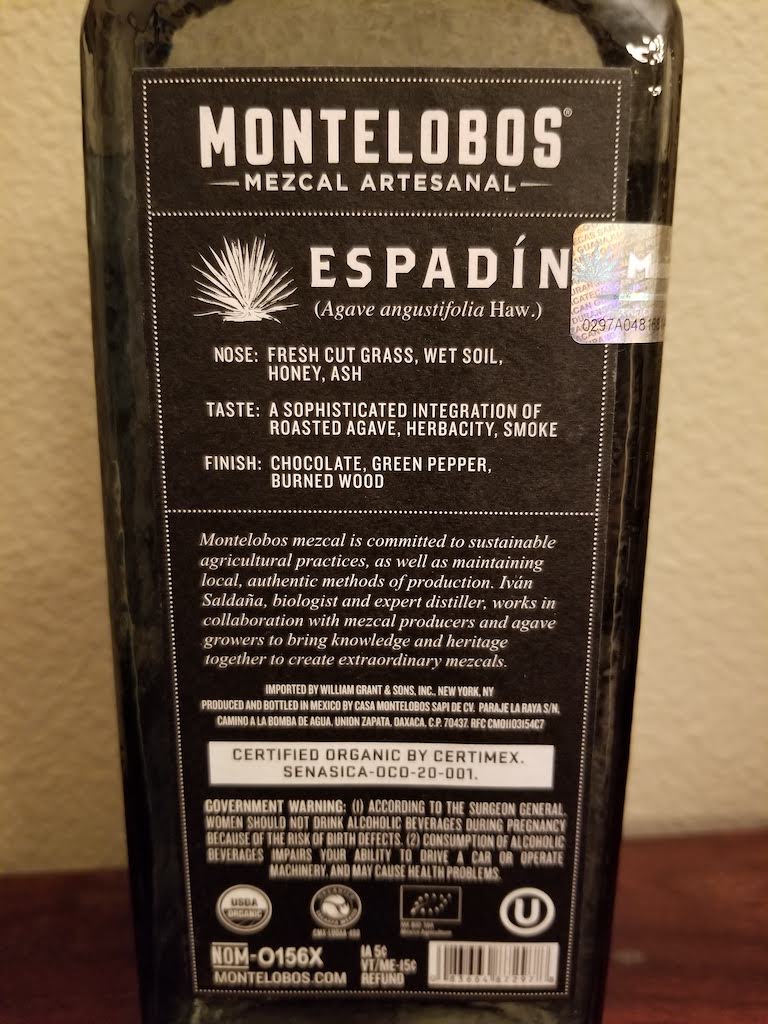 MONTELOBOS®
MEZCAL ARTESANAL
ESPADÍN
(Agave angustifolia Haw.)
M
0297A048
NOSE: FRESH CUT GRASS, WET SOIL,
HONEY, ASH
TASTE: A SOPHISTICATED INTEGRATION OF
ROASTED AGAVE, HERBACITY, SMOKE
FINISH: CHOCOLATE, GREEN PEPPER,
BURNED WOOD
Montelobos mezcal is committed to sustainable
agricultural practices, as well as maintaining
local, authentic methods of production. Iván
Saldaña, biologist and expert distiller, works in
collaboration with mezcal producers and agave
growers to bring knowledge and heritage
together to create extraordinary mezcals.
IMPORTED BY WILLIAM GRANT & SONS, INC., NEW YORK, NY
PRODUCED AND BOTTLED IN MEXICO BY CASA MONTELOBOS SAPI DE CV. PARAJE LA RAYA S/N,
CAMINO A LA BOMBA DE AGUA, UNION ZAPATA, OAXACA, C.P. 70437. RFC CMO1103154C7
CERTIFIED ORGANIC BY CERTIMEX.
SENASICA-OCO-20-001.
GOVERNMENT WARNING: (1) ACCORDING TO THE SURGEON GENERAL,
WOMEN SHOULD NOT DRINK ALCOHOLIC BEVERAGES DURING PREGNANCY
BECAUSE OF THE RISK OF BIRTH DEFECTS. (2) CONSUMPTION OF ALCOHOLIC
BEVERAGES IMPAIRS YOUR ABILITY TO DRIVE A CAR OR OPERATE
MACHINERY, AND MAY CAUSE HEALTH PROBLEMS.
USDA
ORGANIC
U
NOM-O156X
MONTELOBOS.COM
IA 5¢
VT/ME-15¢
REFUND